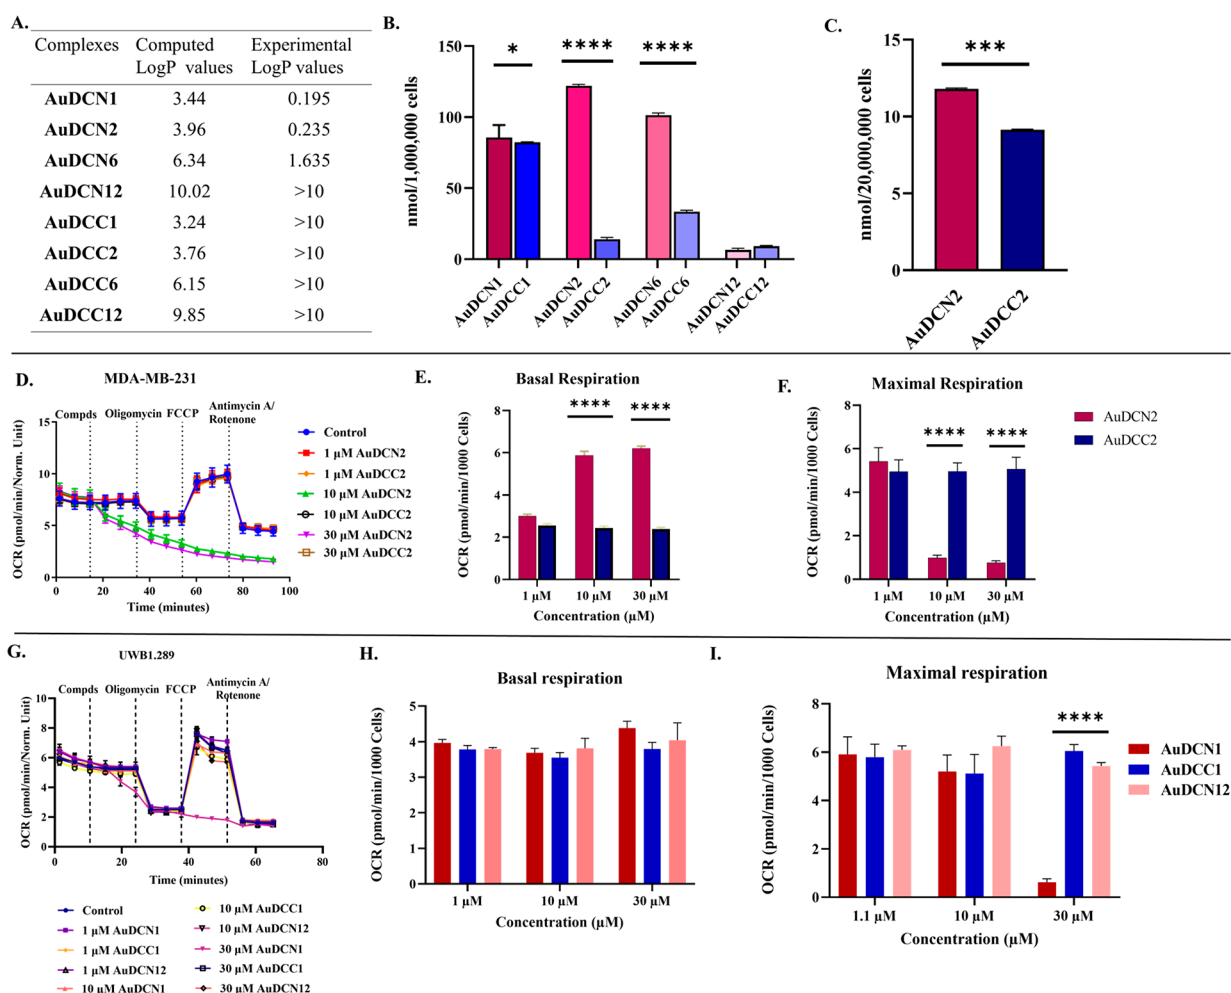 A.
Complexes Computed Experimental
LogP values LogP values
AuDCN1 3.44 0.195
AuDCN2 3.96 0.235
AuDCN6 6.34 1.635
AuDCN12 10.02 >10
AuDCC1 3.24 >10
AuDCC2 3.76 >10
AuDCC6 6.15 >10
AuDCC12 9.85 >10
B.
nmol/1,000,000 cells
150
100
50
0
* **** ****
AuDCN1 AuDCC1 AuDCN2 AuDCC2 AuDCN6 AuDCC6 AuDCN12 AuDCC12
C.
nmol/20,000,000 cells
15
10
5
0
***
AuDCN2 AuDCC2
D.
MDA-MB-231
Compds Oligomycin FCCP Antimycin A/
Rotenone
OCR (pmol/min/Norm. Unit)
15
10
5
0
0 20 40 60 80 100
Time (minutes)
Control
1 µM AuDCN2
1 µM AuDCC2
10 µM AuDCN2
10 µM AuDCC2
30 µM AuDCN2
30 µM AuDCC2
E.
Basal Respiration
OCR (pmol/min/1000 Cells)
8
6
4
2
0
**** ****
1 µM 10 µM 30 µM
Concentration (µM)
F.
Maximal Respiration
OCR (pmol/min/1000 Cells)
8
6
4
2
0
**** ****
1 µM 10 µM 30 µM
Concentration (µM)
AuDCN2
AuDCC2
G.
UWB1.289
Compds Oligomycin FCCP Antimycin A/
Rotenone
OCR (pmol/min/Norm. Unit)
10
8
6
4
2
0
0 20 40 60 80
Time (minutes)
Control
1 µM AuDCN1
1 µM AuDCC1
1 µM AuDCN12
10 µM AuDCN1
10 µM AuDCC1
10 µM AuDCN12
30 µM AuDCN1
30 µM AuDCC1
30 µM AuDCN12
H.
Basal respiration
OCR (pmol/min/1000 Cells)
5
4
3
2
1
0
1 µM 10 µM 30 µM
Concentration (µM)
I.
Maximal respiration
OCR (pmol/min/1000 Cells)
8
6
4
2
0
****
1.1 µM 10 µM 30 µM
Concentration (µM)
AuDCN1
AuDCC1
AuDCN12